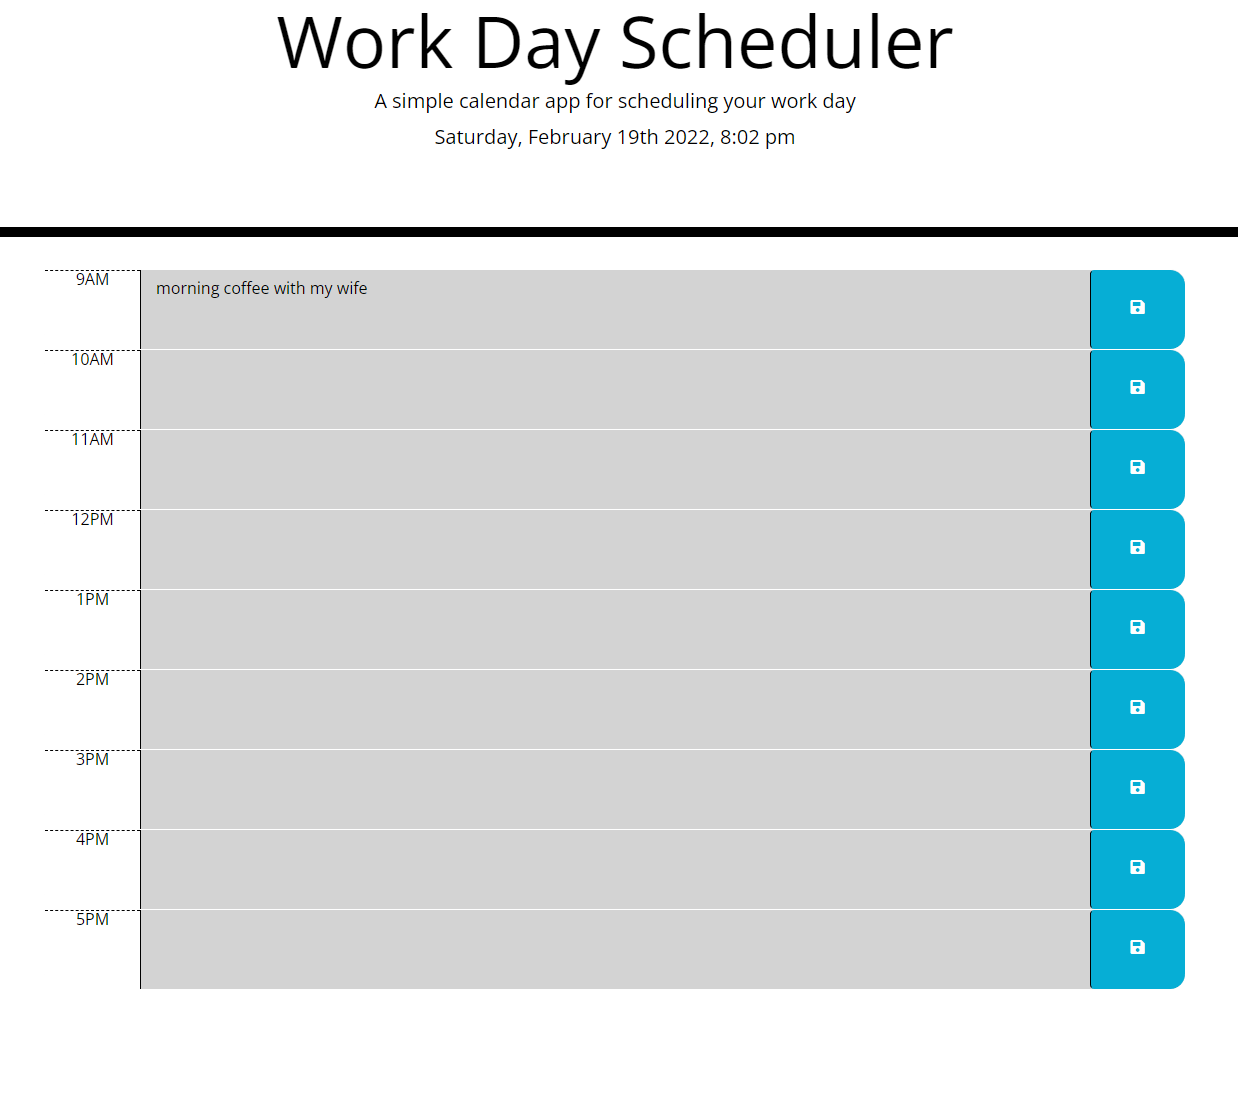 Work Day Scheduler
A simple calendar app for scheduling your work day
Saturday, February 19th 2022, 8:02 pm
9AM
morning coffee with my wife
10AM
11AM
12PM
1PM
2PM
3PM
4PM
5PM